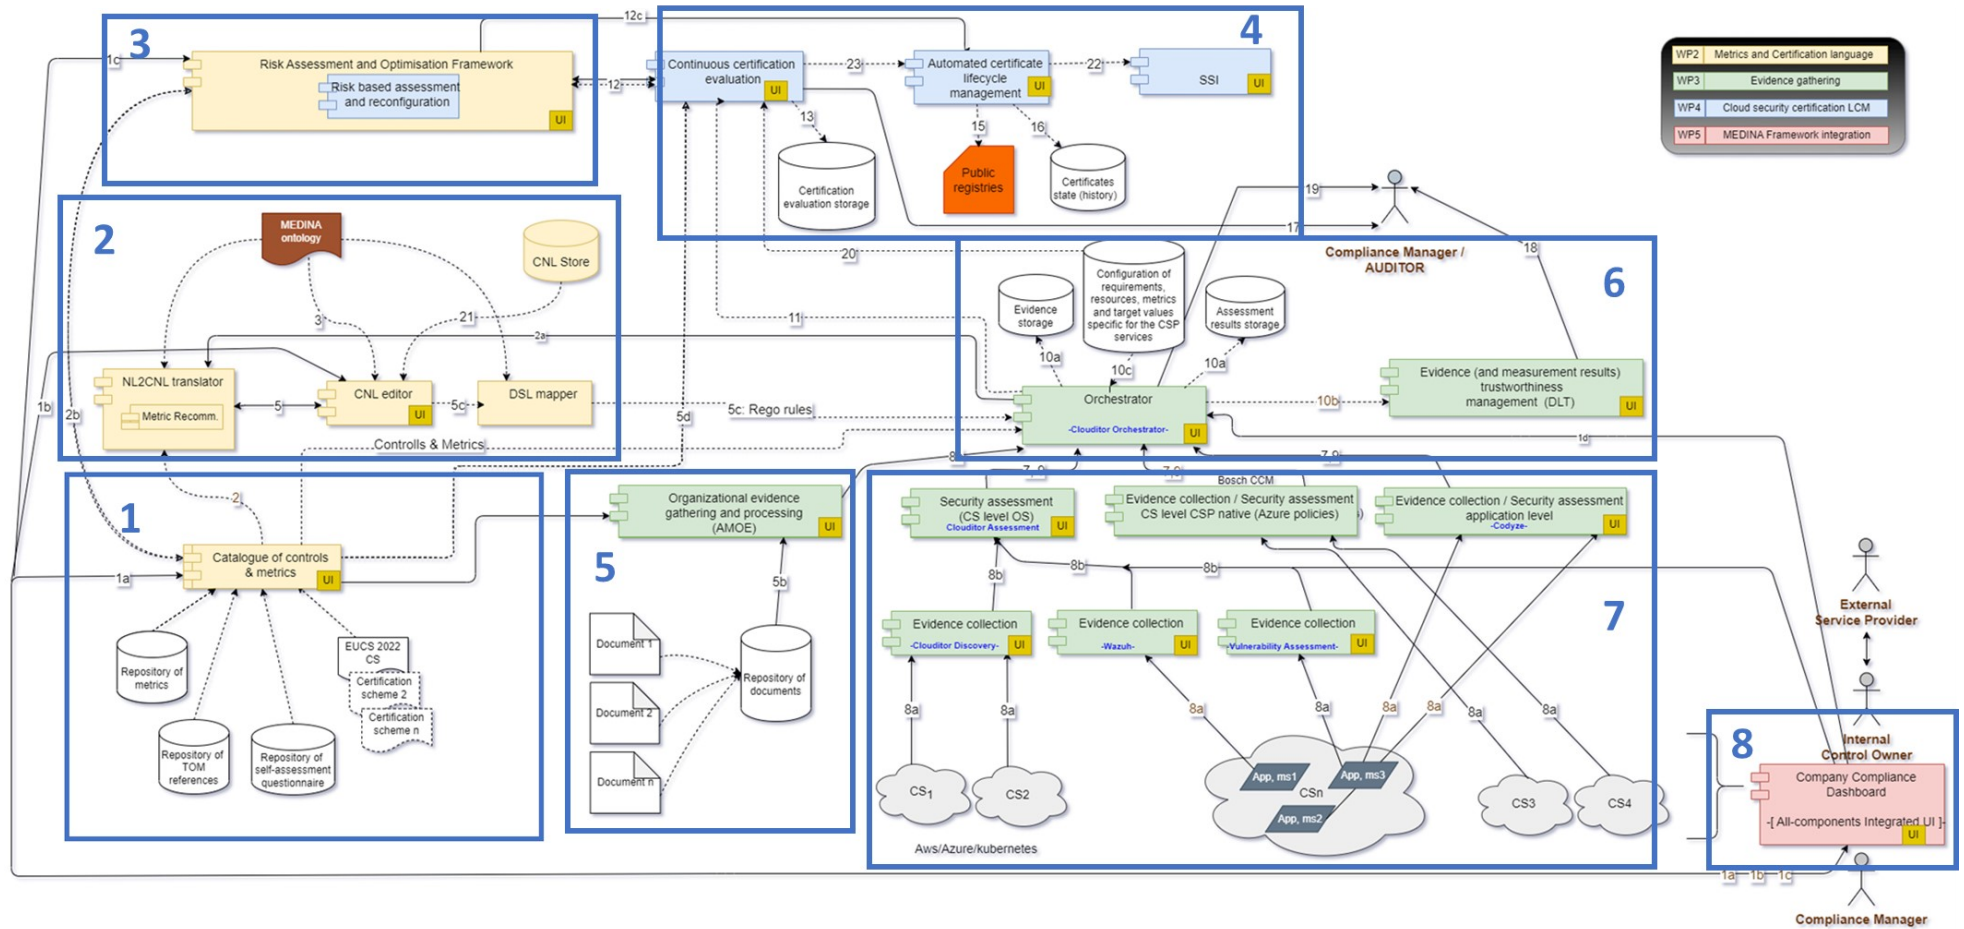 3
Risk Assessment and Optimisation Framework
Risk based assessment
and reconfiguration
UI
1c
12c
12
4
Continuous certification
evaluation
UI
23
Automated certificate
lifecycle
management
UI
22
SSI
UI
13
15
16
Certification
evaluation storage
Public
registries
Certificates
state (history)
WP2 Metrics and Certification language
WP3 Evidence gathering
WP4 Cloud security certification LCM
WP5 MEDINA Framework integration
19
17
18
Compliance Manager /
AUDITOR
2
MEDINA
ontology
CNL Store
3
21
2a
NL2CNL translator
Metric Recomm.
5
CNL editor
UI
5c
DSL mapper
5c: Rego rules
Controlls & Metrics
1b
2b
5d
20
11
6
Evidence
storage
Configuration of
requirements,
resources, metrics
and target values
specific for the CSP
services
Assessment
results storage
10a
10c
10a
Orchestrator
-Clouditor Orchestrator-
UI
10b
Evidence (and measurement results)
trustworthiness
management (DLT)
UI
1d
1
2
Catalogue of controls
& metrics
UI
1a
Repository of
metrics
EUCS 2022
CS
Certification
scheme 2
Certification
scheme n
Repository of
TOM
references
Repository of
self-assessment
questionnaire
5
Organizational evidence
gathering and processing
(AMOE)
UI
8
5b
Document 1
Document 2
Document n
Repository of
documents
7
7, 9
7,9
7,9
Security assessment
(CS level OS)
Clouditor Assessment
UI
Bosch CCM
Evidence collection / Security assessment
CS level CSP native (Azure policies)
Evidence collection / Security assessment
application level
-Codyze-
UI
8b
8b
8b
Evidence collection
-Clouditor Discovery-
UI
Evidence collection
-Wazuh-
UI
Evidence collection
-Vulnerability Assessment-
UI
8a
8a
8a
8a
8a
8a
8a
8a
CS1
CS2
App, ms1
App, ms3
CSn
App, ms2
CS3
CS4
Aws/Azure/kubernetes
External
Service Provider
8
Internal
Control Owner
Company Compliance
Dashboard
-[ All-components Integrated UI ]-
UI
1a
1b
1c
Compliance Manager